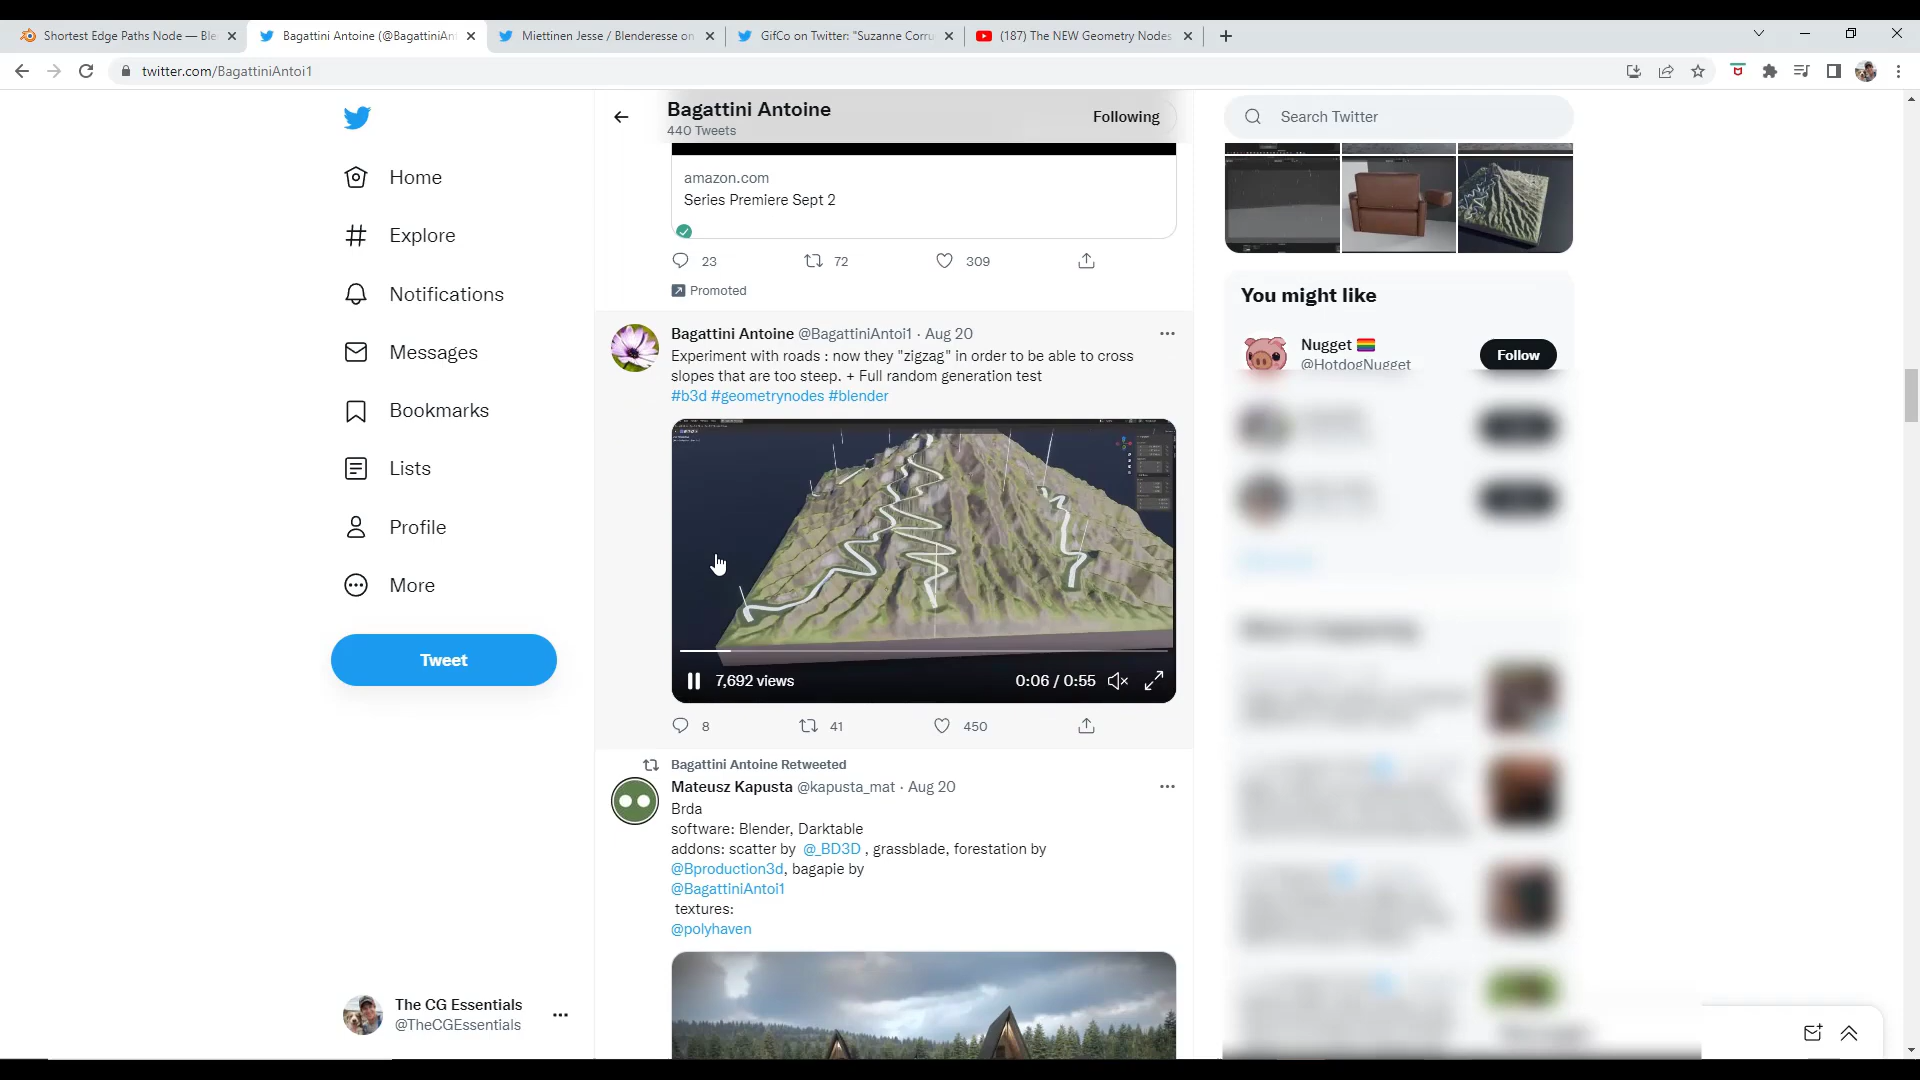 Shortest Edge Paths Node — Ble
Bagattini Antoine (@BagattiniAnt
Miettinen Jesse / Blenderesse on
GifCo on Twitter: "Suzanne Corru
(187) The NEW Geometry Nodes
twitter.com/BagattiniAntoi1
Bagattini Antoine
440 Tweets
Following
Search Twitter
Home
Explore
Notifications
Messages
Bookmarks
Lists
Profile
More
Tweet
The CG Essentials
@TheCGEssentials
amazon.com
Series Premiere Sept 2
23 72 309
Promoted
Bagattini Antoine @BagattiniAntoi1 · Aug 20
Experiment with roads : now they "zigzag" in order to be able to cross
slopes that are too steep. + Full random generation test
#b3d #geometrynodes #blender
7,692 views 0:06 / 0:55
8 41 450
Bagattini Antoine Retweeted
Mateusz Kapusta @kapusta_mat · Aug 20
Brda
software: Blender, Darktable
addons: scatter by @_BD3D , grassblade, forestation by
@Bproduction3d, bagapie by
@BagattiniAntoi1
textures:
@polyhaven
You might like
Nugget
@HotdogNugget
Follow